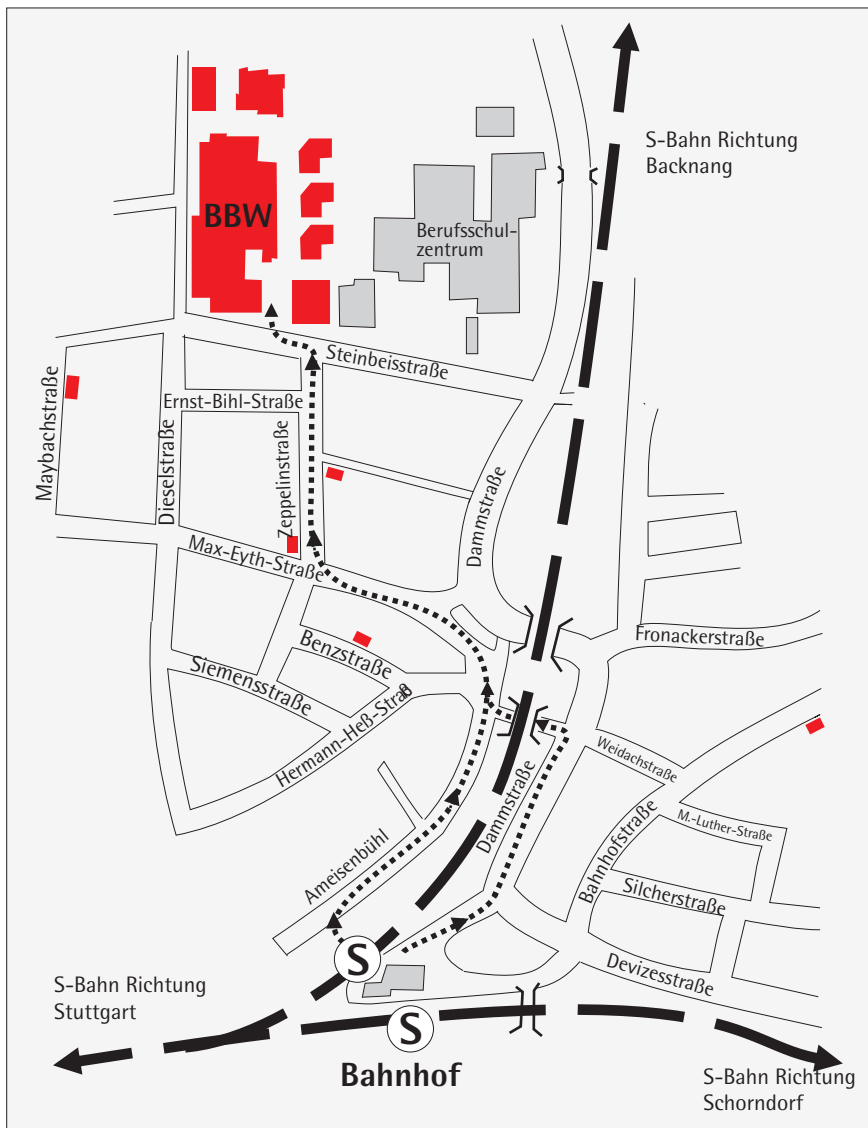 S-Bahn Richtung
Backnang
BBW
Berufsschul-
zentrum
Steinbeisstraße
Maybachstraße
Ernst-Bihl-Straße
Dieselstraße
Zeppelinstraße
Dammstraße
Max-Eyth-Straße
Benzstraße
Fronackerstraße
Siemensstraße
Hermann-Heß-Straß
Weidachstraße
Dammstraße
M.-Luther-Straße
Bahnhofstraße
Ameisenbühl
Silcherstraße
S
Devizesstraße
S-Bahn Richtung
Stuttgart
S
Bahnhof
S-Bahn Richtung
Schorndorf